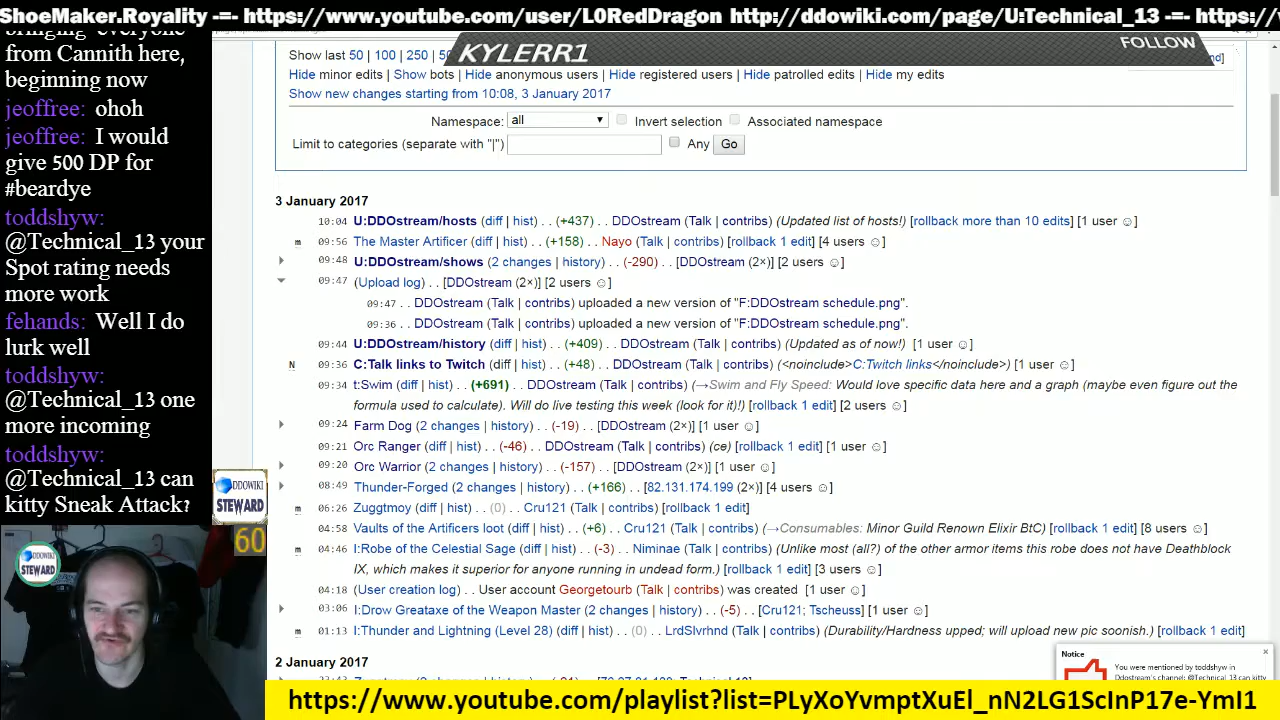 ShoeMaker.Royality -=- https://www.youtube.com/user/L0RedDragon http://ddowiki.com/page/U:Technical_13 -=- https://
bringing everyone
from Cannith here,
beginning now
jeoffree: ohoh
jeoffree: I would
give 500 DP for
#beardye
toddshyw:
@Technical_13 your
Spot rating needs
more work
fehands: Well I do
lurk well
toddshyw:
@Technical_13 one
more incoming
toddshyw:
@Technical_13 can
kitty Sneak Attack?
DDOWIKI
STEWARD
60
DDOWIKI
STEWARD
KYLERR1
FOLLOW
Show last 50 | 100 | 250 |
Hide minor edits | Show bots | Hide anonymous users | Hide registered users | Hide patrolled edits | Hide my edits
Show new changes starting from 10:08, 3 January 2017
Namespace: all Invert selection Associated namespace
Limit to categories (separate with "|") Any Go
3 January 2017
10:04 U:DDOstream/hosts (diff | hist) . . (+437) . . DDOstream (Talk | contribs) (Updated list of hosts!) [rollback more than 10 edits] [1 user ☺]
m 09:56 The Master Artificer (diff | hist) . . (+158) . . Nayo (Talk | contribs) [rollback 1 edit] [4 users ☺]
09:48 U:DDOstream/shows (2 changes | history) . . (-290) . . [DDOstream (2×)] [2 users ☺]
09:47 (Upload log) . . [DDOstream (2×)] [2 users ☺]
09:47 . . DDOstream (Talk | contribs) uploaded a new version of "F:DDOstream schedule.png".
09:36 . . DDOstream (Talk | contribs) uploaded a new version of "F:DDOstream schedule.png".
09:44 U:DDOstream/history (diff | hist) . . (+409) . . DDOstream (Talk | contribs) (Updated as of now!) [1 user ☺]
N 09:36 C:Talk links to Twitch (diff | hist) . . (+48) . . DDOstream (Talk | contribs) (<noinclude>C:Twitch links</noinclude>) [1 user ☺]
09:34 t:Swim (diff | hist) . . (+691) . . DDOstream (Talk | contribs) (→Swim and Fly Speed: Would love specific data here and a graph (maybe even figure out the
formula used to calculate). Will do live testing this week (look for it)!) [rollback 1 edit] [2 users ☺]
09:24 Farm Dog (2 changes | history) . . (-19) . . [DDOstream (2×)] [1 user ☺]
09:21 Orc Ranger (diff | hist) . . (-46) . . DDOstream (Talk | contribs) (ce) [rollback 1 edit] [1 user ☺]
09:20 Orc Warrior (2 changes | history) . . (-157) . . [DDOstream (2×)] [1 user ☺]
08:49 Thunder-Forged (2 changes | history) . . (+166) . . [82.131.174.199 (2×)] [4 users ☺]
m 06:26 Zuggtmoy (diff | hist) . . (0) . . Cru121 (Talk | contribs) [rollback 1 edit]
04:58 Vaults of the Artificers loot (diff | hist) . . (+6) . . Cru121 (Talk | contribs) (→Consumables: Minor Guild Renown Elixir BtC) [rollback 1 edit] [8 users ☺]
m 04:46 I:Robe of the Celestial Sage (diff | hist) . . (-3) . . Niminae (Talk | contribs) (Unlike most (all?) of the other armor items this robe does not have Deathblock
IX, which makes it superior for anyone running in undead form.) [rollback 1 edit] [3 users ☺]
04:18 (User creation log) . . User account Georgetourb (Talk | contribs) was created [1 user ☺]
03:06 I:Drow Greataxe of the Weapon Master (2 changes | history) . . (-5) . . [Cru121; Tscheuss] [1 user ☺]
m 01:13 I:Thunder and Lightning (Level 28) (diff | hist) . . (0) . . LrdSlvrhnd (Talk | contribs) (Durability/Hardness upped; will upload new pic soonish.) [rollback 1 edit]
2 January 2017
Notice
You were mentioned by toddshyw in
Ddostream's channel: @Technical_13 can
https://www.youtube.com/playlist?list=PLyXoYvmptXuEl_nN2LG1ScInP17e-YmI1